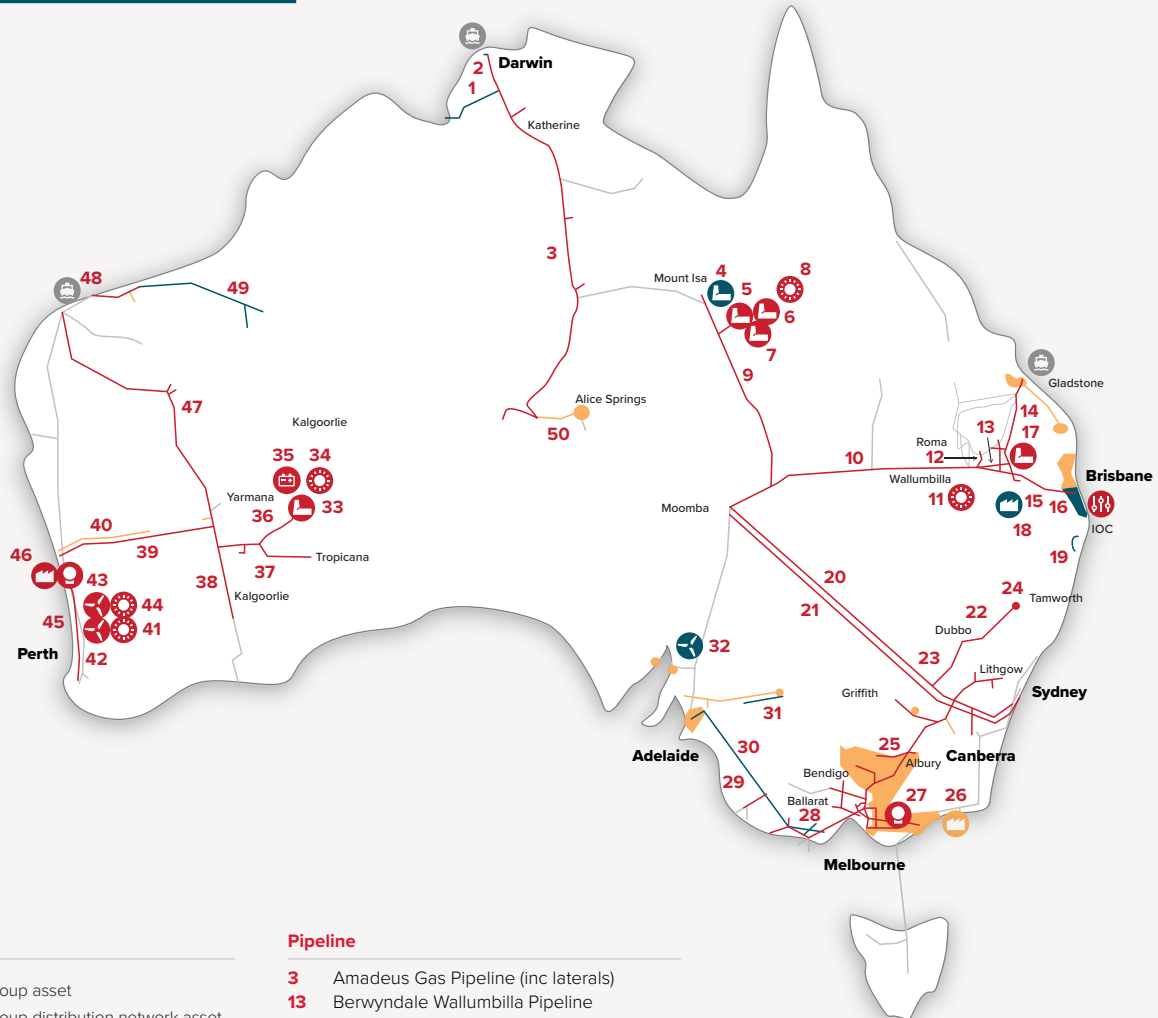 Darwin
2
1
Katherine
3
48
49
Mount Isa
4
5
8
6
7
9
Gladstone
Alice Springs
50
47
Kalgoorlie
14
13
17
Roma
12
10
Wallumbilla
11
Brisbane
15
16
18
IOC
19
35
34
Yarmana
33
36
Moomba
40
39
Tropicana
37
46
43
38
Kalgoorlie
44
45
41
Perth
42
20
21
24
Tamworth
22
Dubbo
23
Lithgow
32
Griffith
Sydney
31
Adelaide
30
25
Canberra
Albury
Bendigo
29
27
26
Ballarat
28
Melbourne
Pipeline
3 Amadeus Gas Pipeline (inc laterals)
13 Berwyndale Wallumbilla Pipeline
oup asset
oup distribution network asset